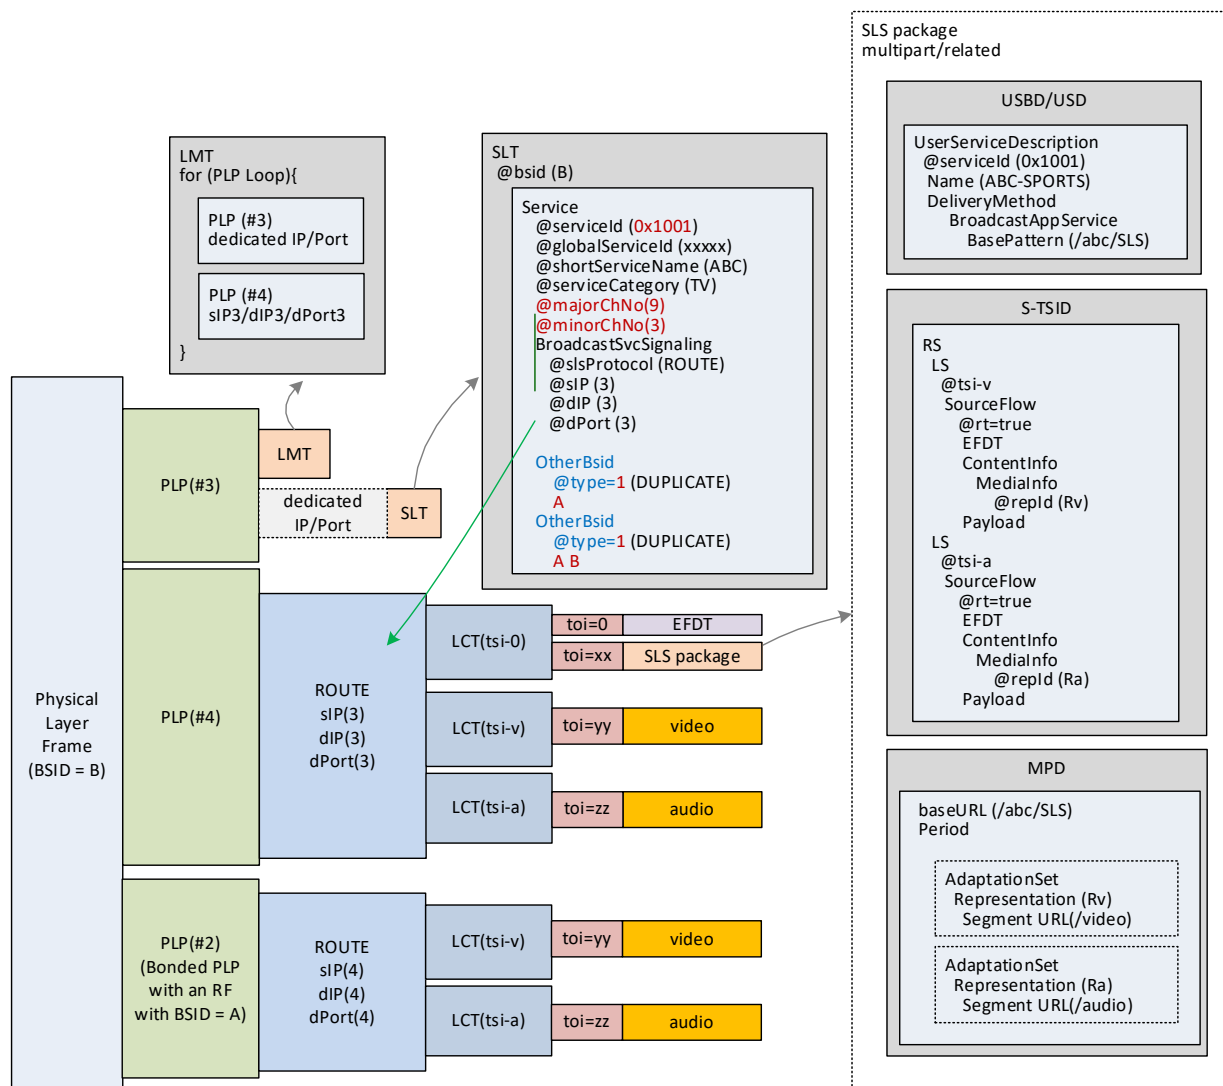 SLS package
multipart/related
USBD/USD
UserServiceDescription
@serviceId (0x1001)
Name (ABC-SPORTS)
DeliveryMethod
BroadcastAppService
BasePattern (/abc/SLS)
S-TSID
RS
LS
@tsi-v
SourceFlow
@rt=true
EFDT
ContentInfo
MediaInfo
@repId (Rv)
Payload
LS
@tsi-a
SourceFlow
@rt=true
EFDT
ContentInfo
MediaInfo
@repId (Ra)
Payload
MPD
baseURL (/abc/SLS)
Period
AdaptationSet
Representation (Rv)
Segment URL(/video)
AdaptationSet
Representation (Ra)
Segment URL(/audio)
LMT
for (PLP Loop){
PLP (#3)
dedicated IP/Port
PLP (#4)
sIP3/dIP3/dPort3
}
SLT
@bsid (B)
Service
@serviceId (0x1001)
@globalServiceId (xxxxx)
@shortServiceName (ABC)
@serviceCategory (TV)
@majorChNo(9)
@minorChNo(3)
BroadcastSvcSignaling
@slsProtocol (ROUTE)
@sIP (3)
@dIP (3)
@dPort (3)
OtherBsid
@type=1 (DUPLICATE)
A
OtherBsid
@type=1 (DUPLICATE)
A B
Physical
Layer
Frame
(BSID = B)
PLP(#3)
LMT
dedicated
IP/Port
SLT
PLP(#4)
ROUTE
sIP(3)
dIP(3)
dPort(3)
LCT(tsi-0)
toi=0
EFDT
toi=xx
SLS package
LCT(tsi-v)
toi=yy
video
LCT(tsi-a)
toi=zz
audio
PLP(#2)
(Bonded PLP
with an RF
with BSID = A)
ROUTE
sIP(4)
dIP(4)
dPort(4)
LCT(tsi-v)
toi=yy
video
LCT(tsi-a)
toi=zz
audio